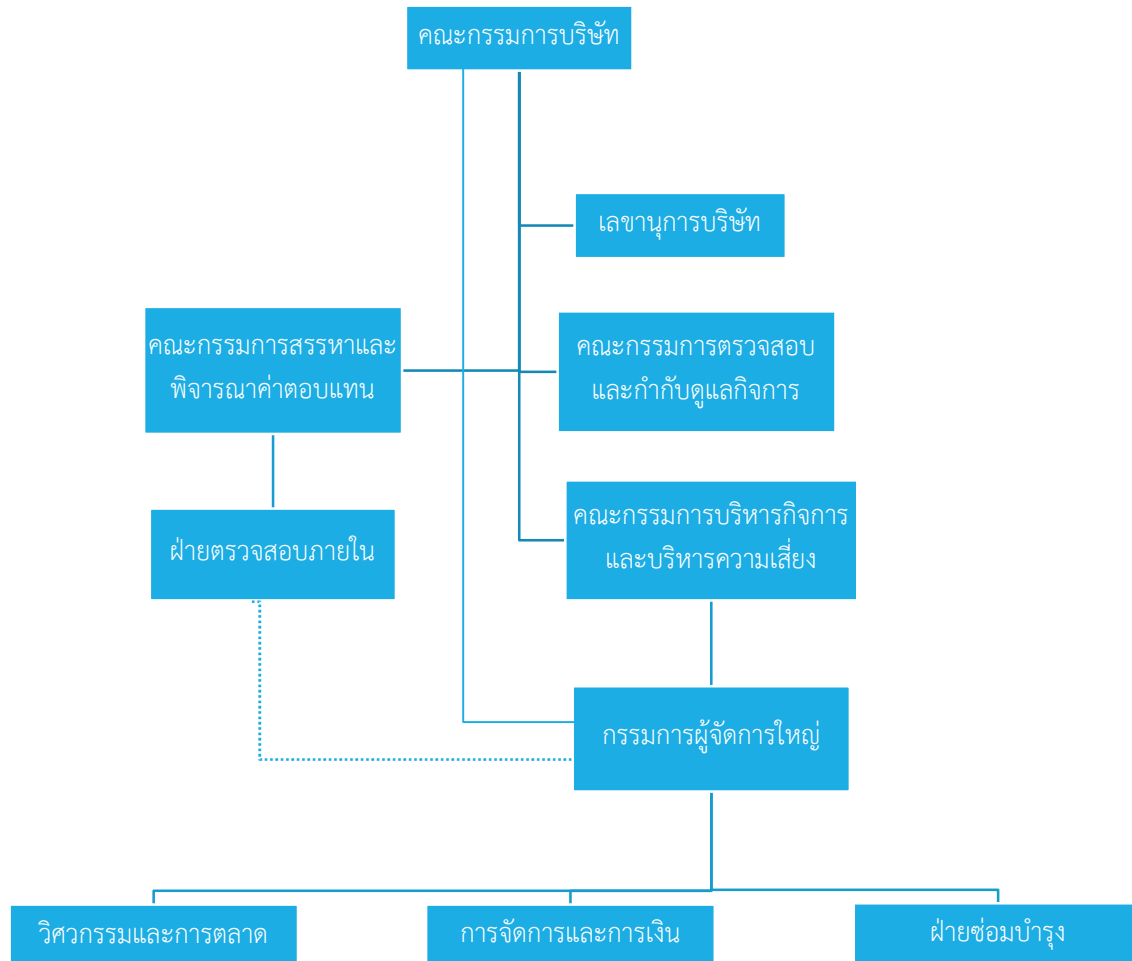 คณะกรรมการบริษัท
เลขานุการบริษัท
คณะกรรมการสรรหาและ
พิจารณาค่าตอบแทน
คณะกรรมการตรวจสอบ
และกำกับดูแลกิจการ
คณะกรรมการบริหารกิจการ
และบริหารความเสี่ยง
ฝ่ายตรวจสอบภายใน
กรรมการผู้จัดการใหญ่
วิศวกรรมและการตลาด
การจัดการและการเงิน
ฝ่ายซ่อมบำรุง